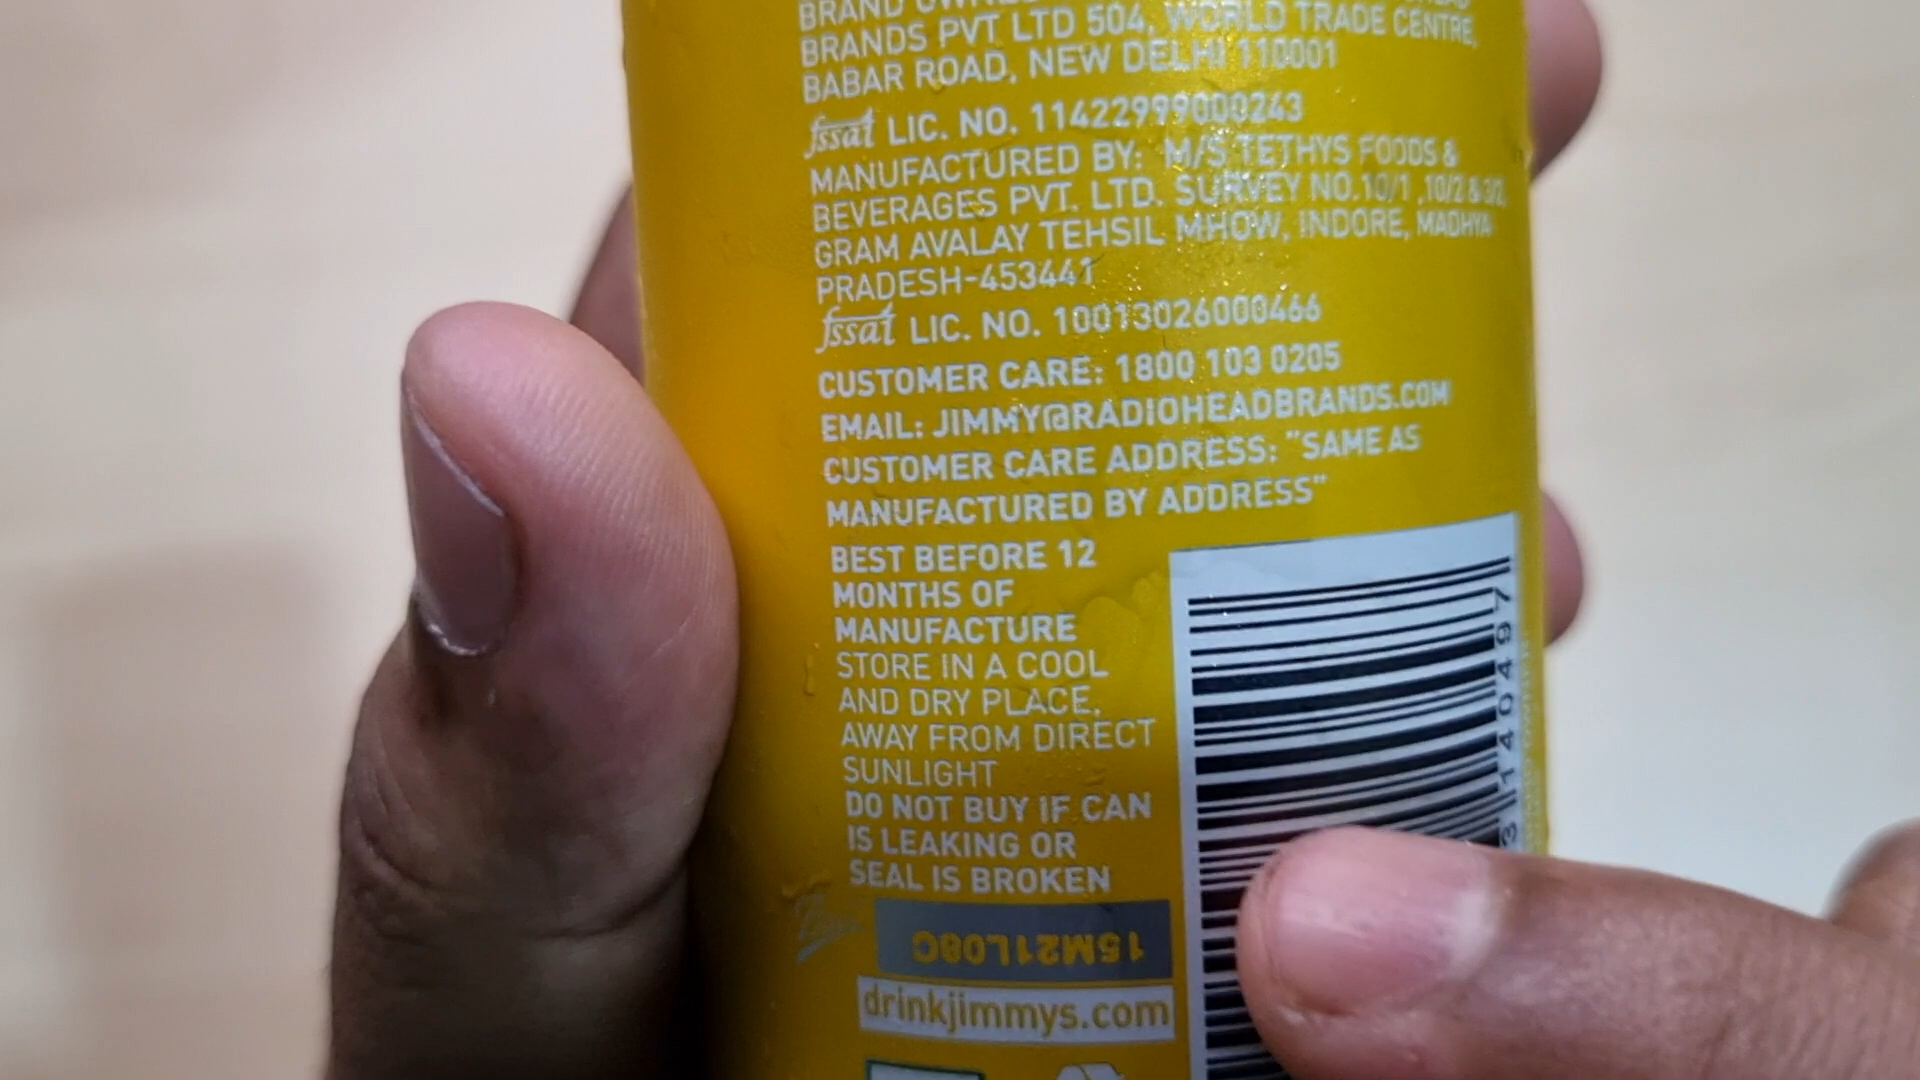 BRAND OWNED
BRANDS PVT LTD 504, WORLD TRADE CENTRE,
BABAR ROAD, NEW DELHI 110001
fssai LIC. NO. 11422999000243
MANUFACTURED BY: M/S TETHYS FOODS &
BEVERAGES PVT. LTD. SURVEY NO.10/1 ,10/2 & 3/2,
GRAM AVALAY TEHSIL MHOW, INDORE, MADHYA
PRADESH-453441
fssai LIC. NO. 10013026000466
CUSTOMER CARE: 1800 103 0205
EMAIL: JIMMY@RADIOHEADBRANDS.COM
CUSTOMER CARE ADDRESS: "SAME AS
MANUFACTURED BY ADDRESS"
BEST BEFORE 12
MONTHS OF
MANUFACTURE
STORE IN A COOL
AND DRY PLACE,
AWAY FROM DIRECT
SUNLIGHT
DO NOT BUY IF CAN
IS LEAKING OR
SEAL IS BROKEN
15M21L08C
drinkjimmys.com
3140497